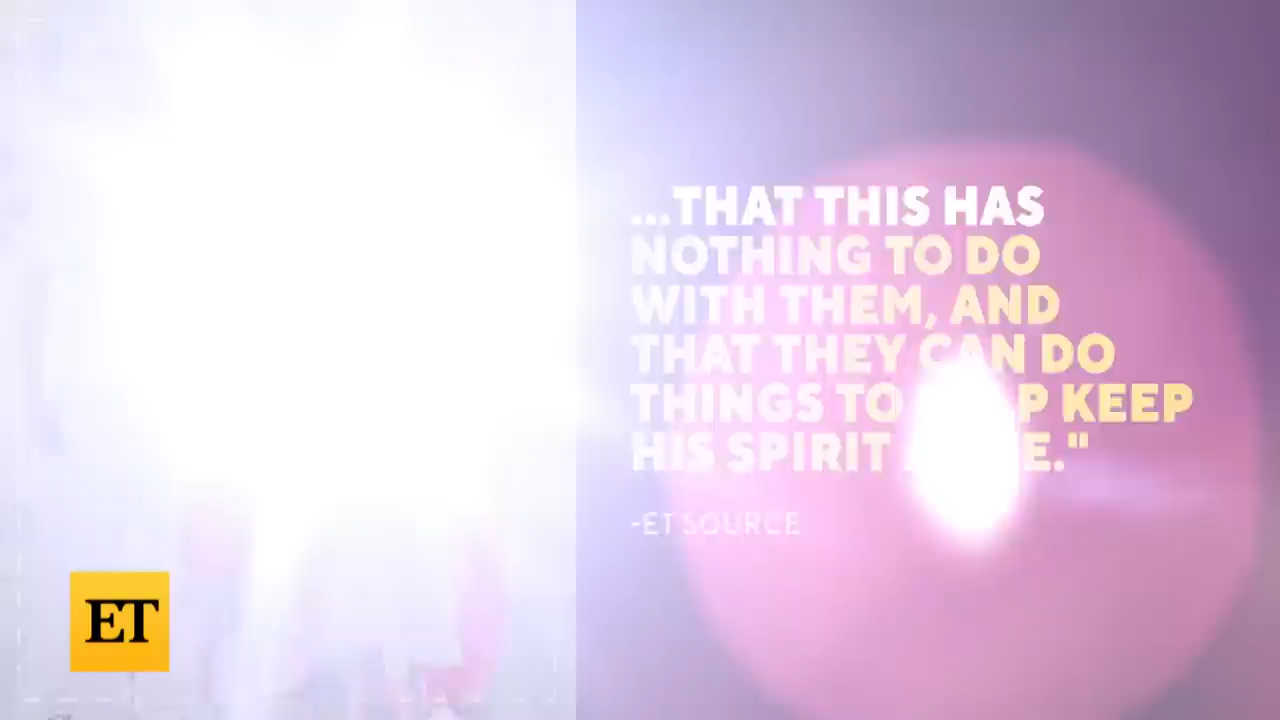 ...THAT THIS HAS
NOTHING TO DO
WITH THEM, AND
THAT THEY CAN DO
THINGS TO KEEP
HIS SPIRIT
-ET SOURCE
ET